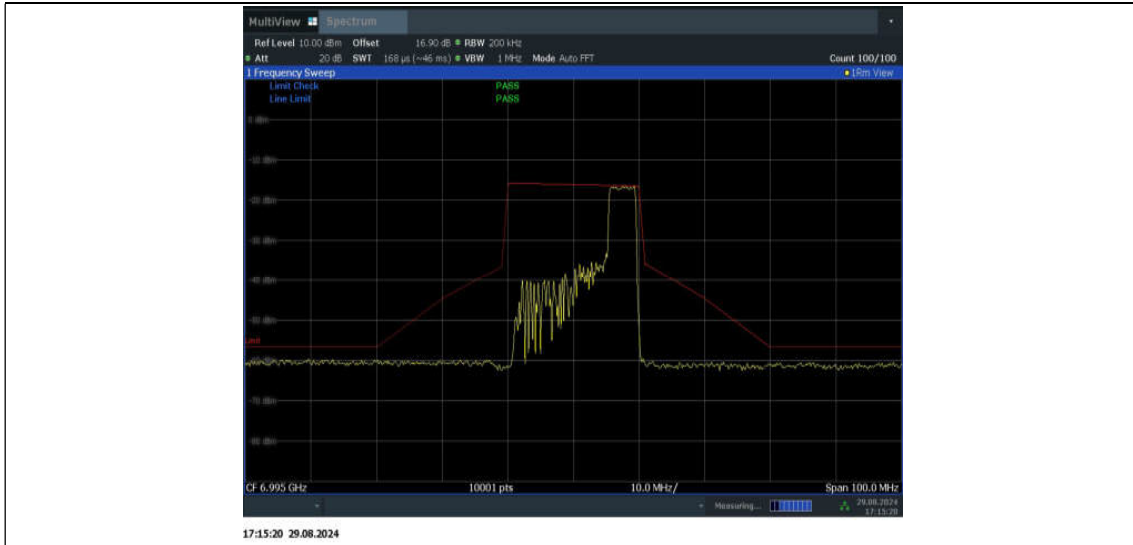 MultiView Spectrum
Ref Level 10.00 dBm Offset 16.90 dB RBW 200 kHz
Att 20 dB SWT 168 µs (~46 ms) VBW 1 MHz Mode Auto FFT Count 100/100
1 Frequency Sweep 1Rm View
Limit Check PASS
Line Limit PASS
0 dBm
-10 dBm
-20 dBm
-30 dBm
-40 dBm
-50 dBm
-60 dBm
-70 dBm
-80 dBm
CF 6.995 GHz 10001 pts 10.0 MHz/ Span 100.0 MHz
Measuring... 29.08.2024
17:15:20
17:15:20 29.08.2024